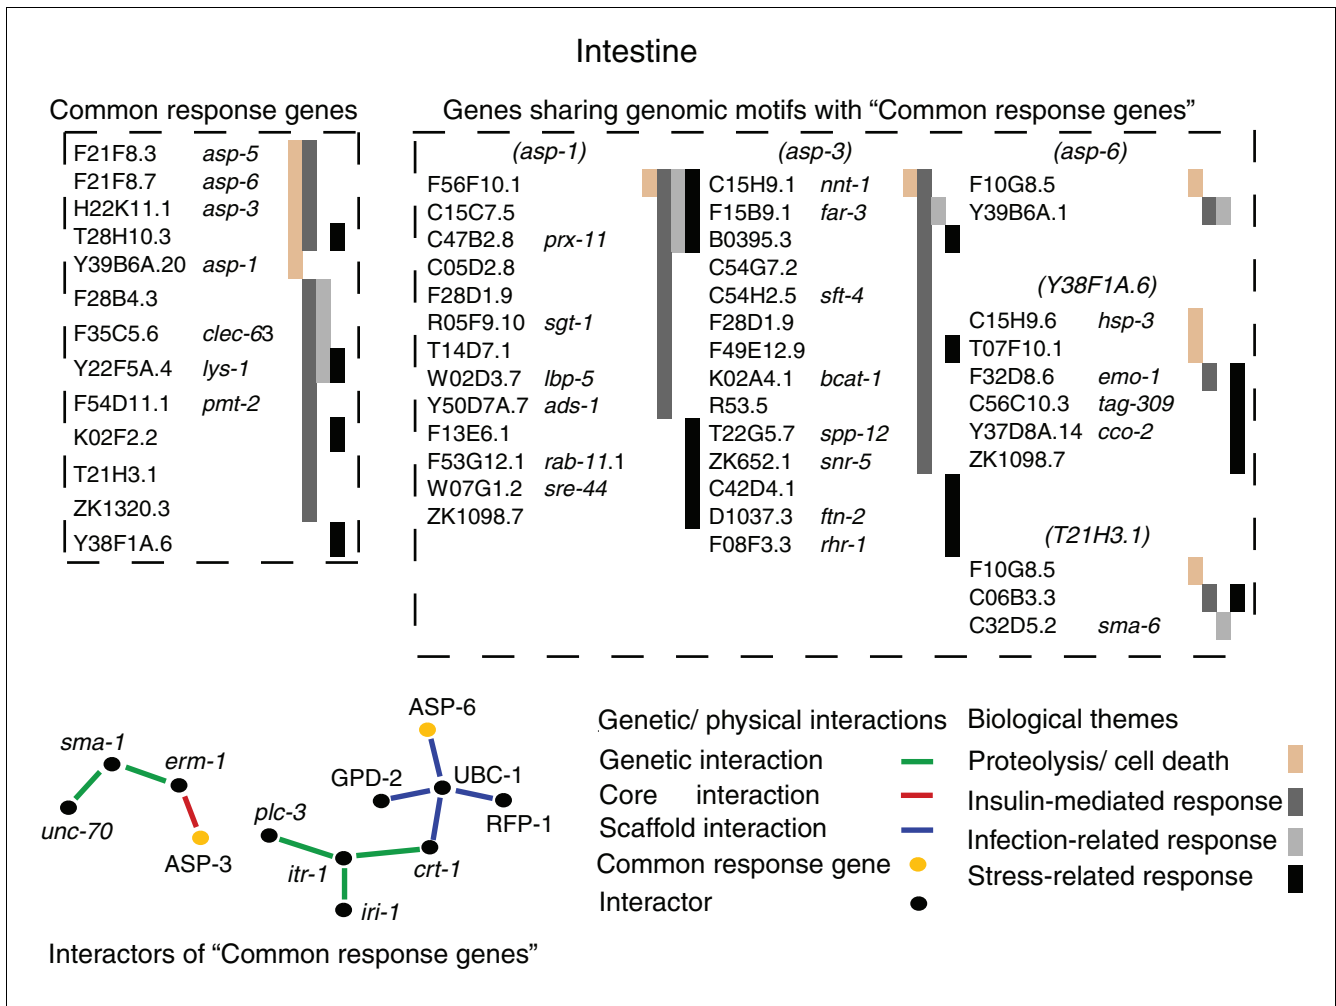 Intestine
Common response genes
F21F8.3 asp-5
F21F8.7 asp-6
H22K11.1 asp-3
T28H10.3
Y39B6A.20 asp-1
F28B4.3
F35C5.6 clec-63
Y22F5A.4 lys-1
F54D11.1 pmt-2
K02F2.2
T21H3.1
ZK1320.3
Y38F1A.6
Genes sharing genomic motifs with “Common response genes”
(asp-1)
F56F10.1
C15C7.5
C47B2.8 prx-11
C05D2.8
F28D1.9
R05F9.10 sgt-1
T14D7.1
W02D3.7 lbp-5
Y50D7A.7 ads-1
F13E6.1
F53G12.1 rab-11.1
W07G1.2 sre-44
ZK1098.7
(asp-3)
C15H9.1 nnt-1
F15B9.1 far-3
B0395.3
C54G7.2
C54H2.5 sft-4
F28D1.9
F49E12.9
K02A4.1 bcat-1
R53.5
T22G5.7 spp-12
ZK652.1 snr-5
C42D4.1
D1037.3 ftn-2
F08F3.3 rhr-1
(asp-6)
F10G8.5
Y39B6A.1
(Y38F1A.6)
C15H9.6 hsp-3
T07F10.1
F32D8.6 emo-1
C56C10.3 tag-309
Y37D8A.14 cco-2
ZK1098.7
(T21H3.1)
F10G8.5
C06B3.3
C32D5.2 sma-6
sma-1
erm-1
unc-70
ASP-3
ASP-6
GPD-2
UBC-1
RFP-1
plc-3
itr-1
crt-1
iri-1
Interactors of “Common response genes”
Genetic/ physical interactions
Genetic interaction
Core interaction
Scaffold interaction
Common response gene
Interactor
Biological themes
Proteolysis/ cell death
Insulin-mediated response
Infection-related response
Stress-related response